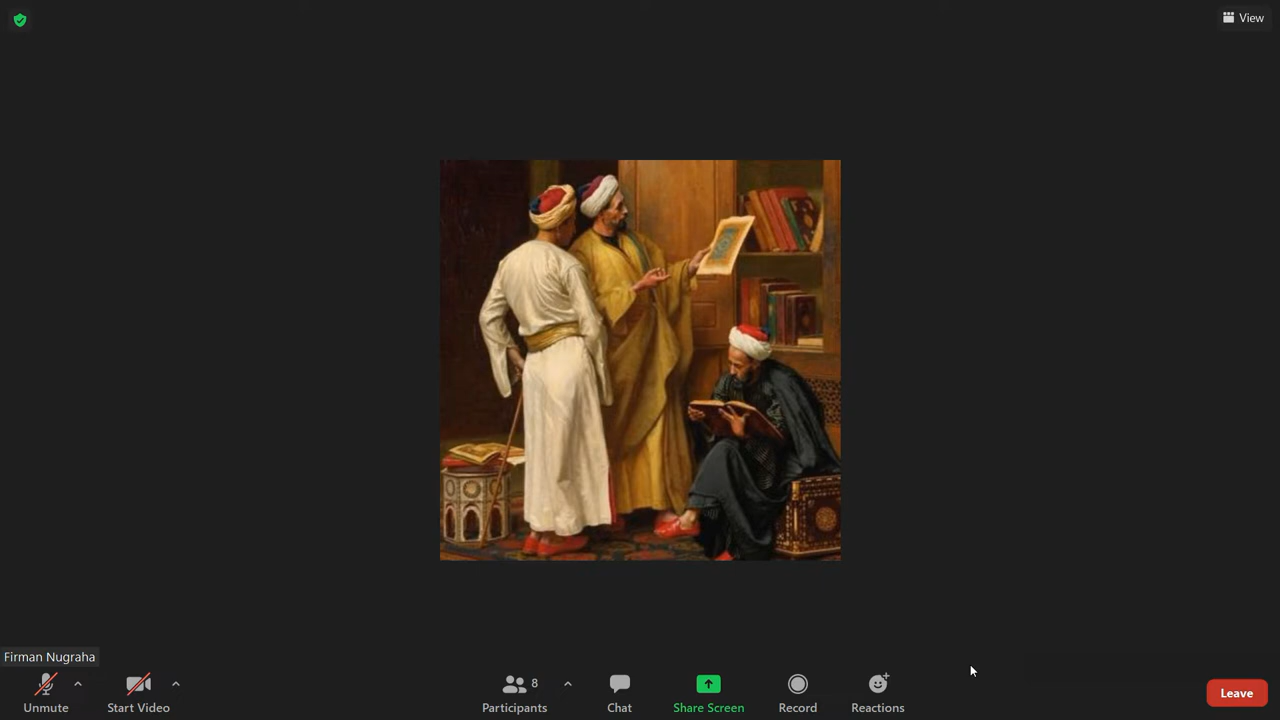 View
Firman Nugraha
Unmute
Start Video
Participants
8
Chat
Share Screen
Record
Reactions
Leave